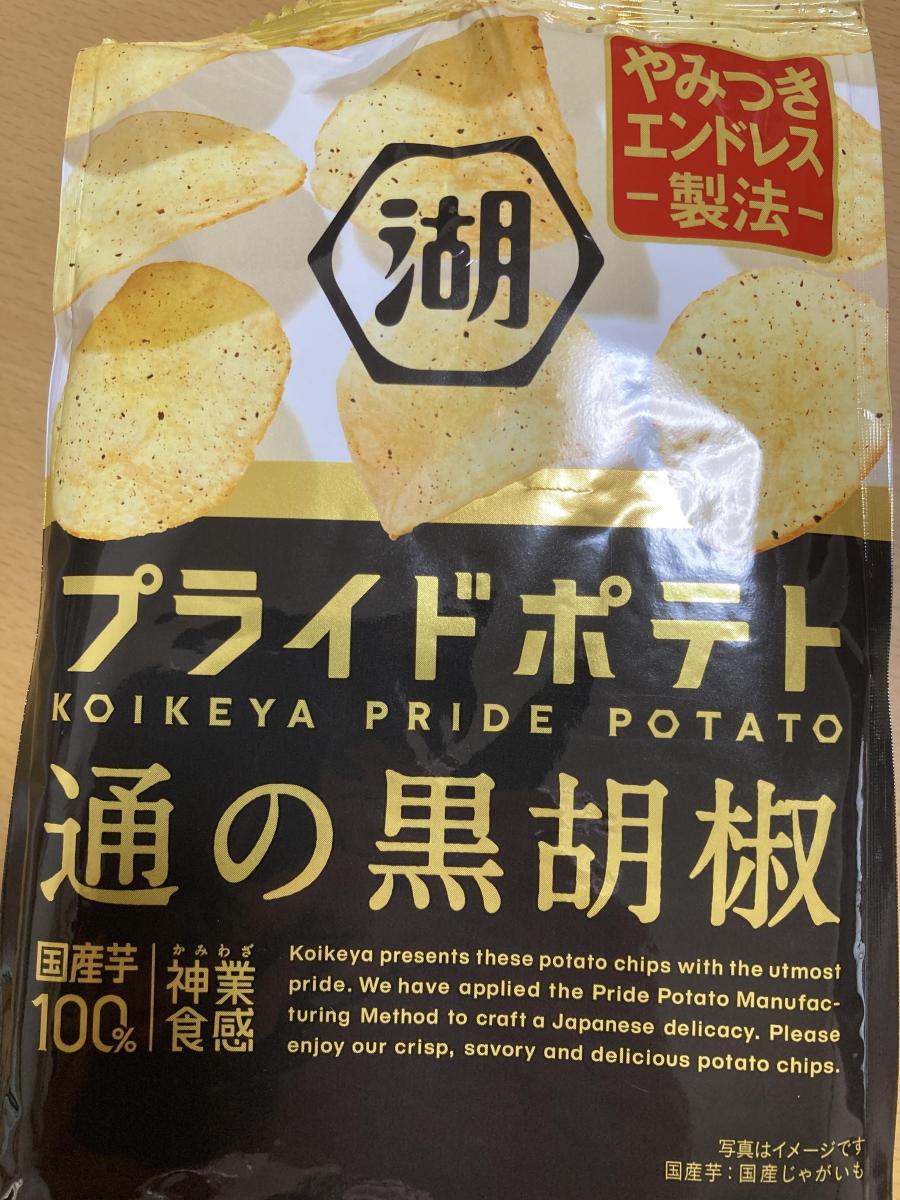 やみつき
エンドレス
-製法-
湖
プライドポテト
KOIKEYA PRIDE POTATO
通の黒胡椒
国産芋
100%
かみわざ
神業
食感
Koikeya presents these potato chips with the utmost
pride. We have applied the Pride Potato Manufac-
turing Method to craft a Japanese delicacy. Please
enjoy our crisp, savory and delicious potato chips.
写真はイメージです
国産芋：国産じゃがいも